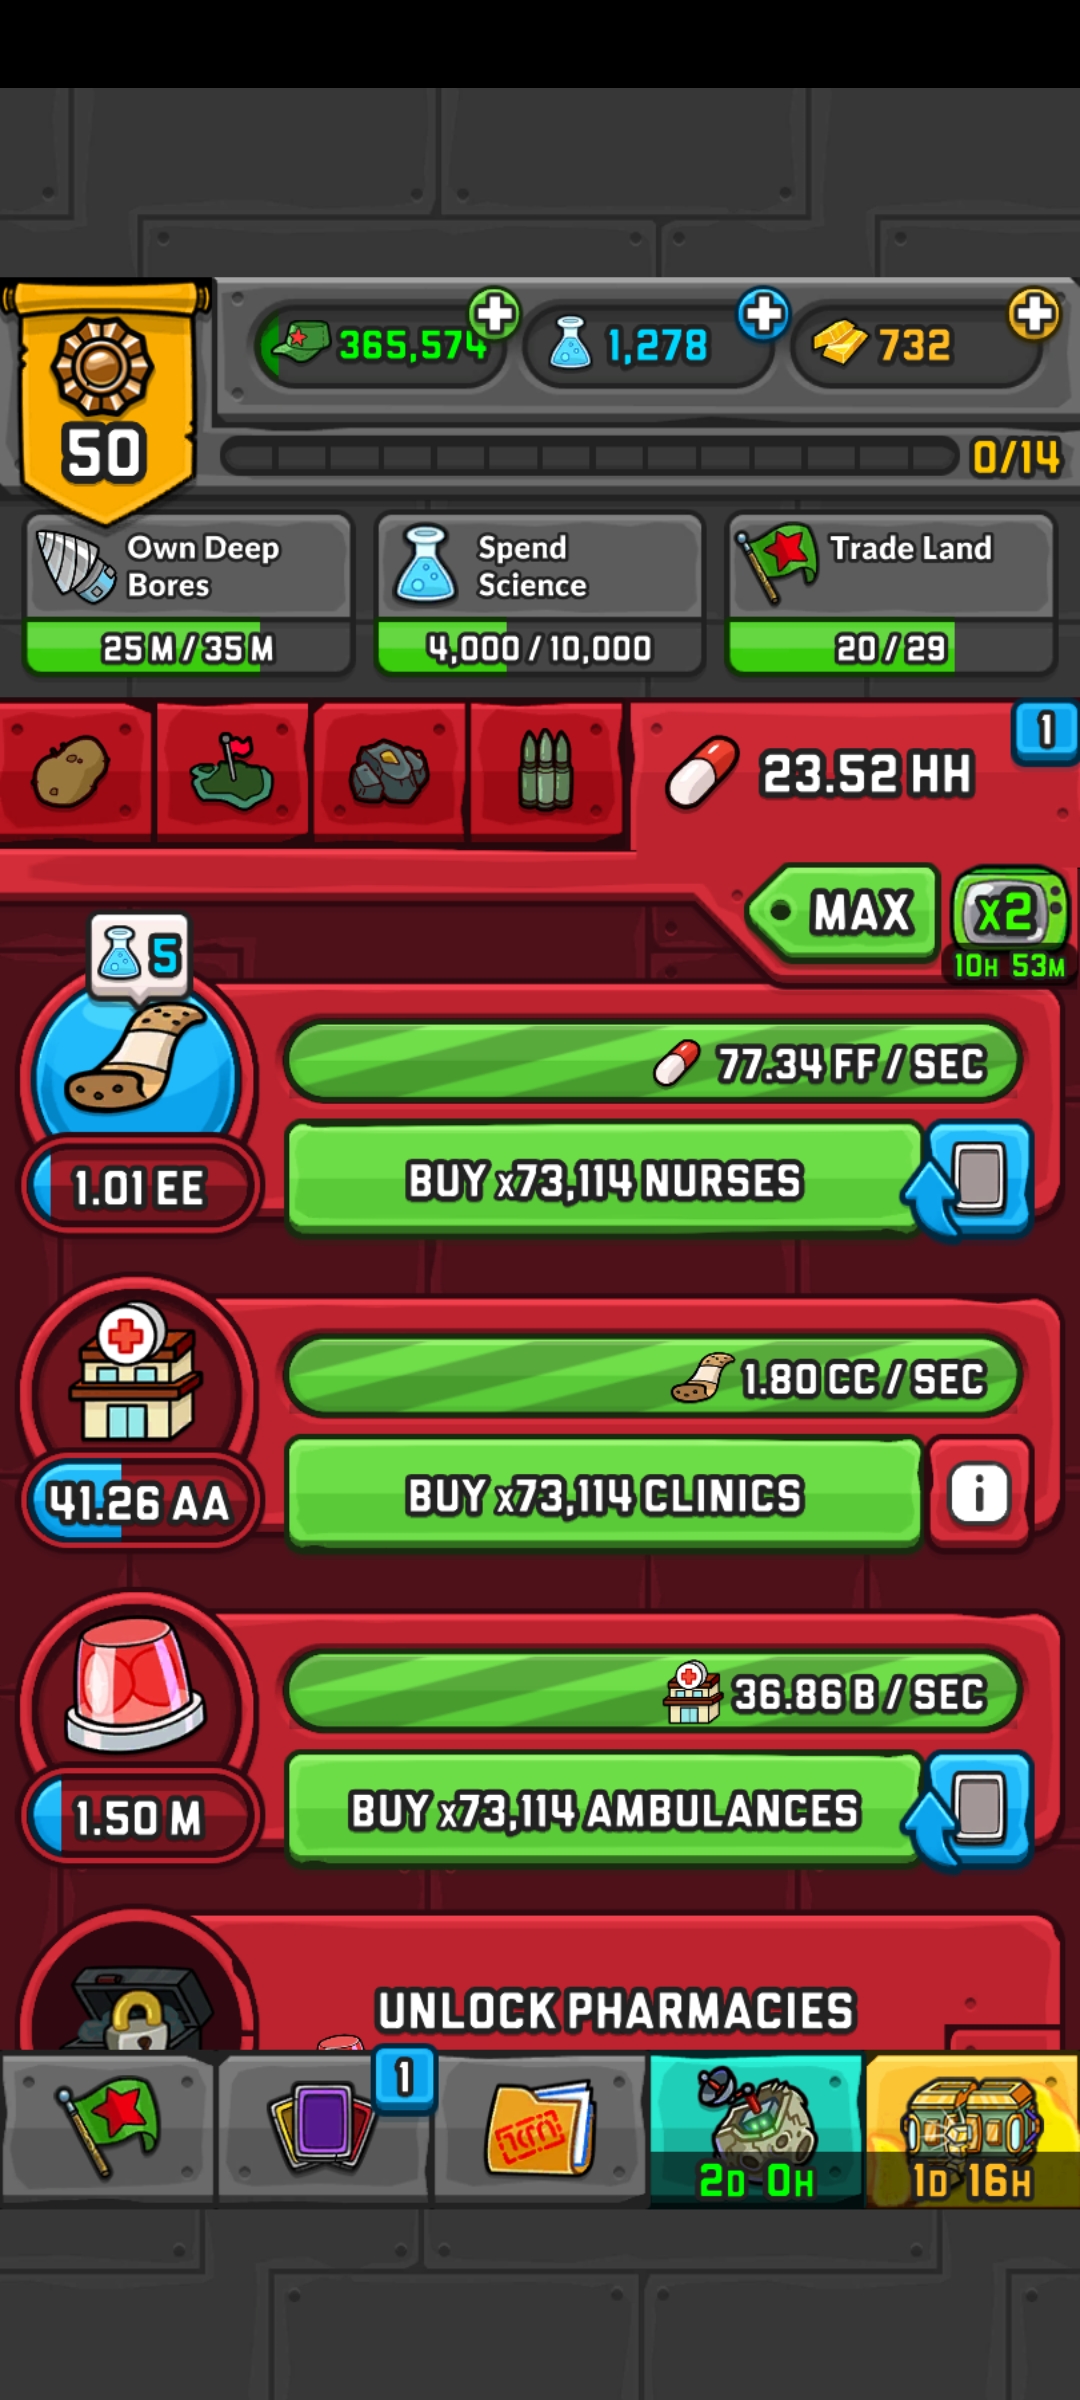 365,574
1,278
732
50
0/14
Own Deep
Bores
25 M / 35 M
Spend
Science
4,000 / 10,000
Trade Land
20 / 29
23.52 HH
1
MAX
x2
10H 53M
5
77.34 FF / SEC
1.01 EE
BUY x73,114 NURSES
1.80 CC / SEC
41.26 AA
BUY x73,114 CLINICS
i
36.86 B / SEC
1.50 M
BUY x73,114 AMBULANCES
UNLOCK PHARMACIES
1
2D 0H
1D 16H